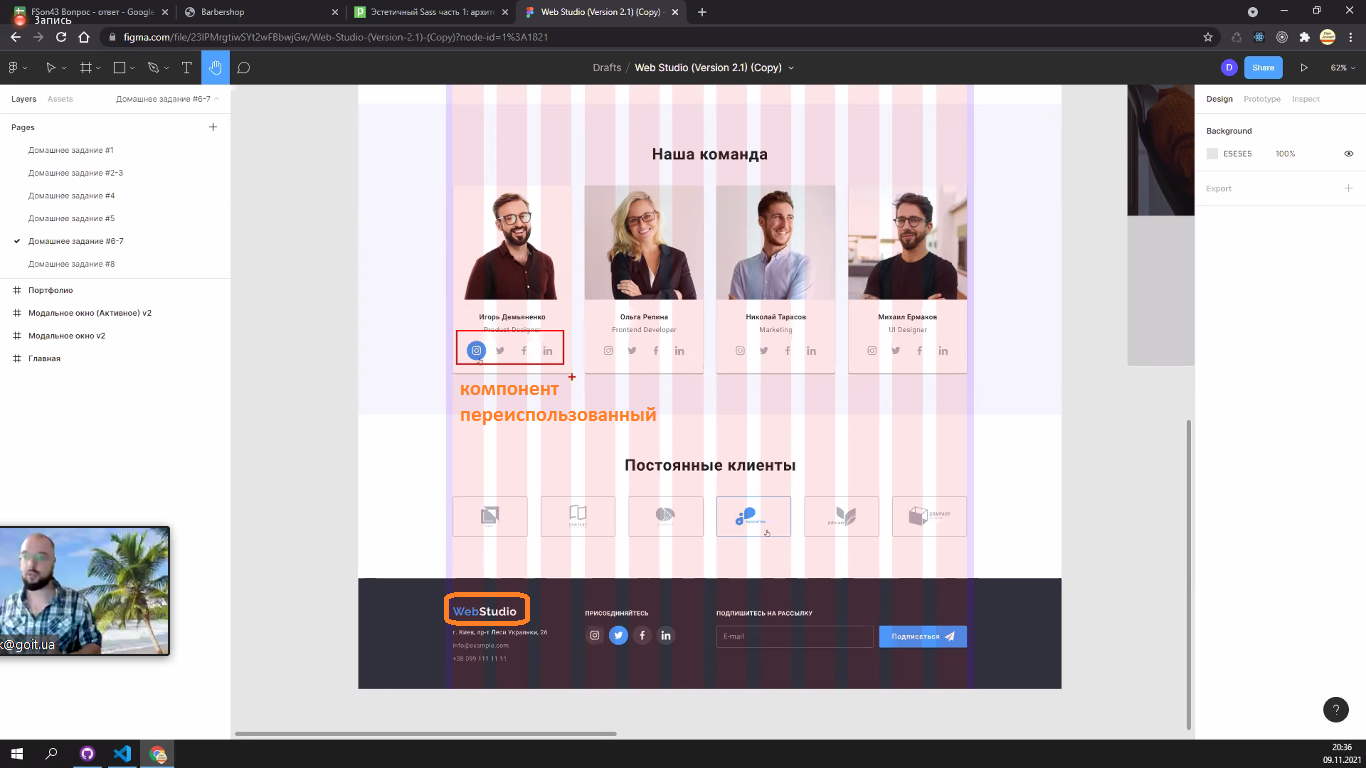 FSon43 Вопрос - ответ - Google
Barbershop
Эстетичный Sass часть 1: архит
Web Studio (Version 2.1) (Copy) -
Запись
figma.com/file/23IPMrgtiwSYt2wFBbwjGw/Web-Studio-(Version-2.1)-(Copy)?node-id=1%3A1821
Drafts / Web Studio (Version 2.1) (Copy)
D
Share
62%
Layers
Assets
Домашнее задание #6-7
Design
Prototype
Inspect
Pages
Домашнее задание #1
Домашнее задание #2-3
Домашнее задание #4
Домашнее задание #5
Домашнее задание #6-7
Домашнее задание #8
Портфолио
Модальное окно (Активное) v2
Модальное окно v2
Главная
Background
E5E5E5
100%
Export
Наша команда
Игорь Демьяненко
Product Designer
Ольга Репина
Frontend Developer
Николай Тарасов
Marketing
Михаил Ермаков
UI Designer
компонент
переиспользованный
Постоянные клиенты
COMPANY
WebStudio
г. Киев, пр-т Леси Украинки, 26
info@example.com
+38 099 111 11 11
ПРИСОЕДИНЯЙТЕСЬ
ПОДПИШИТЕСЬ НА РАССЫЛКУ
E-mail
Подписаться
k@goit.ua
?
20:36
09.11.2021